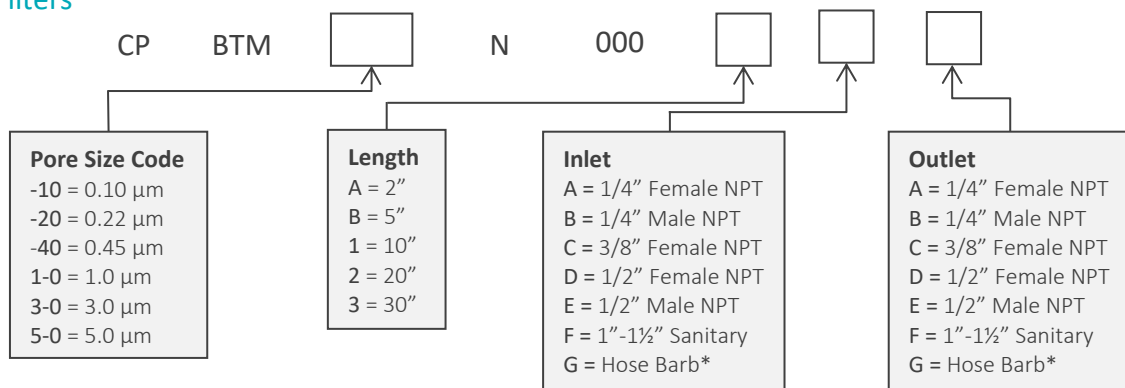 CP BTM N 000
Pore Size Code
-10 = 0.10 µm
-20 = 0.22 µm
-40 = 0.45 µm
1-0 = 1.0 µm
3-0 = 3.0 µm
5-0 = 5.0 µm
Length
A = 2”
B = 5”
1 = 10”
2 = 20”
3 = 30”
Inlet
A = 1/4” Female NPT
B = 1/4” Male NPT
C = 3/8” Female NPT
D = 1/2” Female NPT
E = 1/2” Male NPT
F = 1”-1½” Sanitary
G = Hose Barb*
Outlet
A = 1/4” Female NPT
B = 1/4” Male NPT
C = 3/8” Female NPT
D = 1/2” Female NPT
E = 1/2” Male NPT
F = 1”-1½” Sanitary
G = Hose Barb*